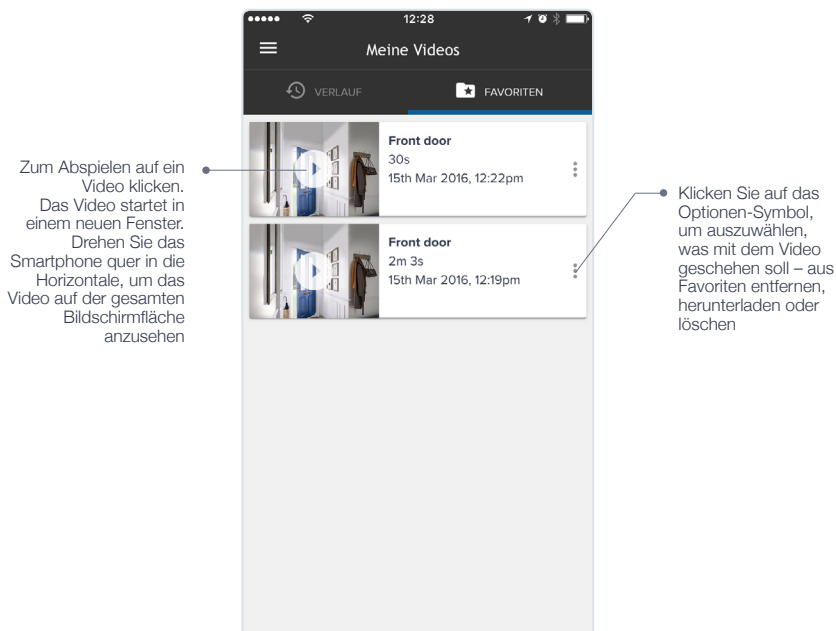 12:28
Meine Videos
VERLAUF
FAVORITEN
Zum Abspielen auf ein
Video klicken.
Das Video startet in
einem neuen Fenster.
Drehen Sie das
Smartphone quer in die
Horizontale, um das
Video auf der gesamten
Bildschirmfläche
anzusehen
Front door
30s
15th Mar 2016, 12:22pm
Front door
2m 3s
15th Mar 2016, 12:19pm
Klicken Sie auf das
Optionen-Symbol,
um auszuwählen,
was mit dem Video
geschehen soll – aus
Favoriten entfernen,
herunterladen oder
löschen